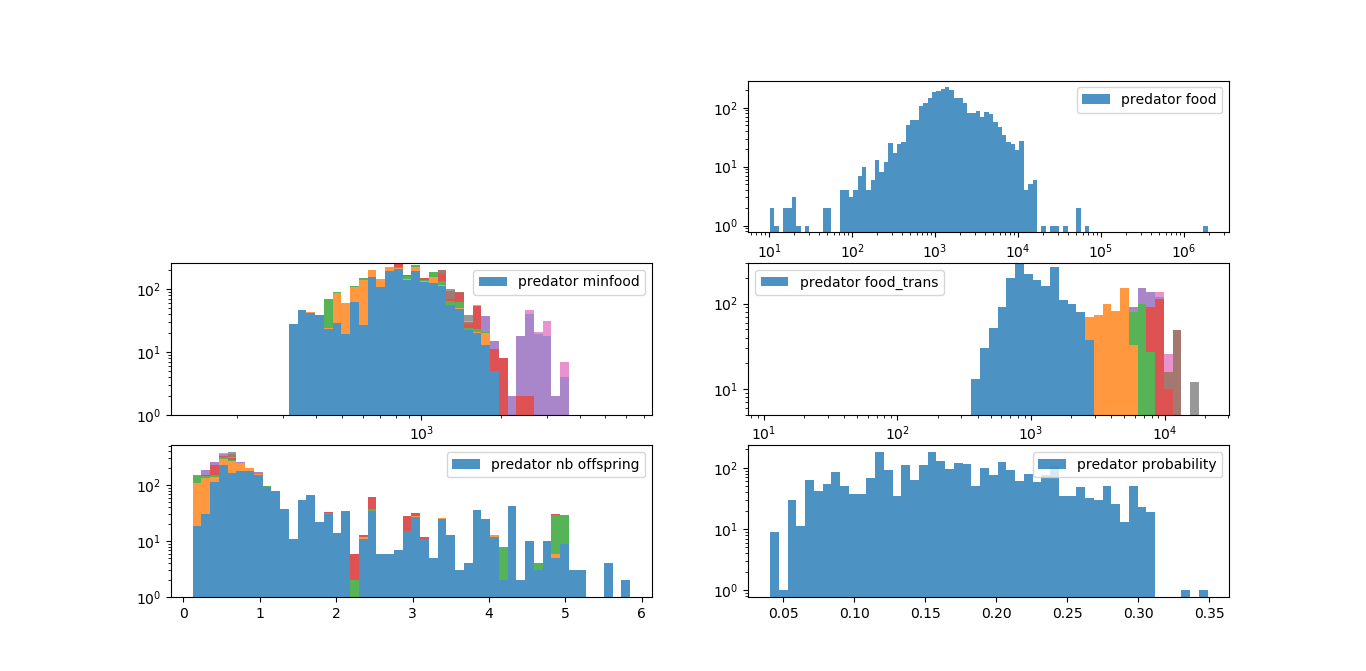 predator food
10²
10¹
10⁰
10¹ 10² 10³ 10⁴ 10⁵ 10⁶
predator minfood
10²
10¹
10⁰
10³
predator food_trans
10²
10¹
10¹ 10² 10³ 10⁴
predator nb offspring
10²
10¹
10⁰
0 1 2 3 4 5 6
predator probability
10²
10¹
10⁰
0.05 0.10 0.15 0.20 0.25 0.30 0.35